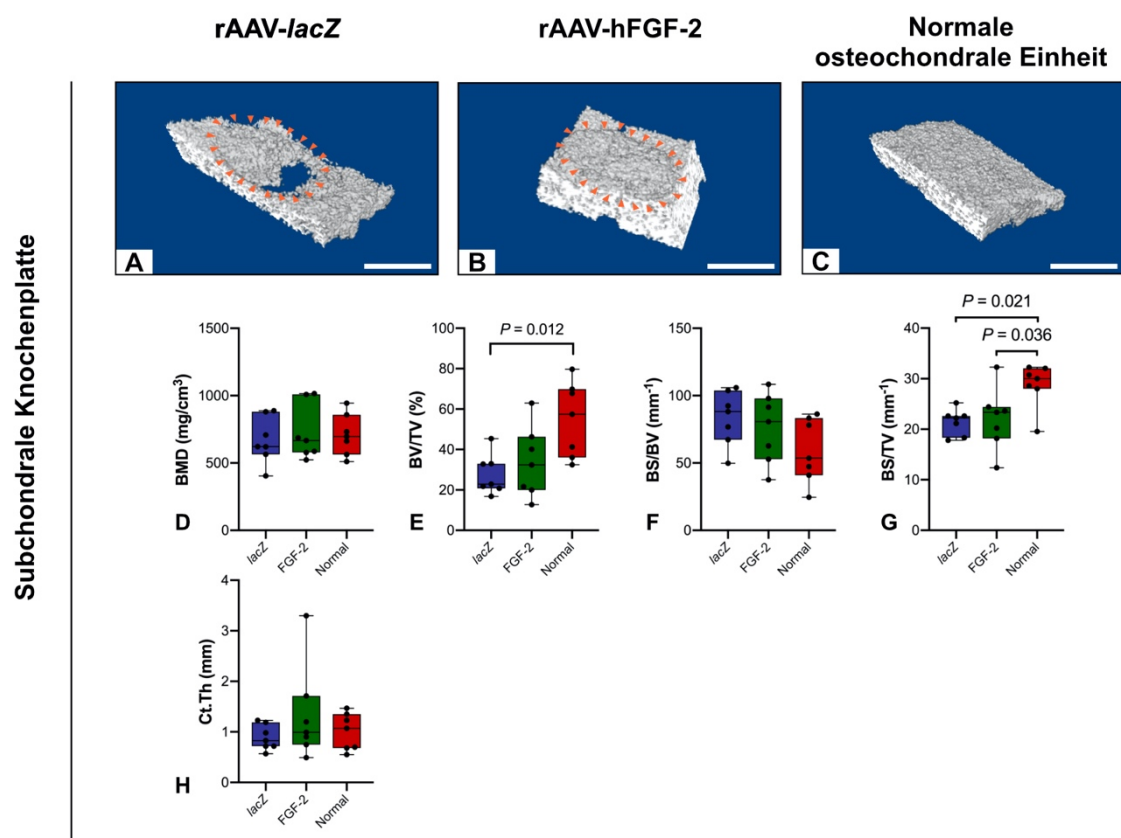 rAAV-lacZ
rAAV-hFGF-2
Normale
osteochondrale Einheit
Subchondrale Knochenplatte
A
B
C
BMD (mg/cm³)
1500
1000
500
0
D
lacZ
FGF-2
Normal
BV/TV (%)
100
80
60
40
20
0
P = 0.012
E
lacZ
FGF-2
Normal
BS/BV (mm⁻¹)
150
100
50
0
F
lacZ
FGF-2
Normal
BS/TV (mm⁻¹)
40
30
20
10
0
P = 0.021
P = 0.036
G
lacZ
FGF-2
Normal
Ct.Th (mm)
4
3
2
1
0
H
lacZ
FGF-2
Normal